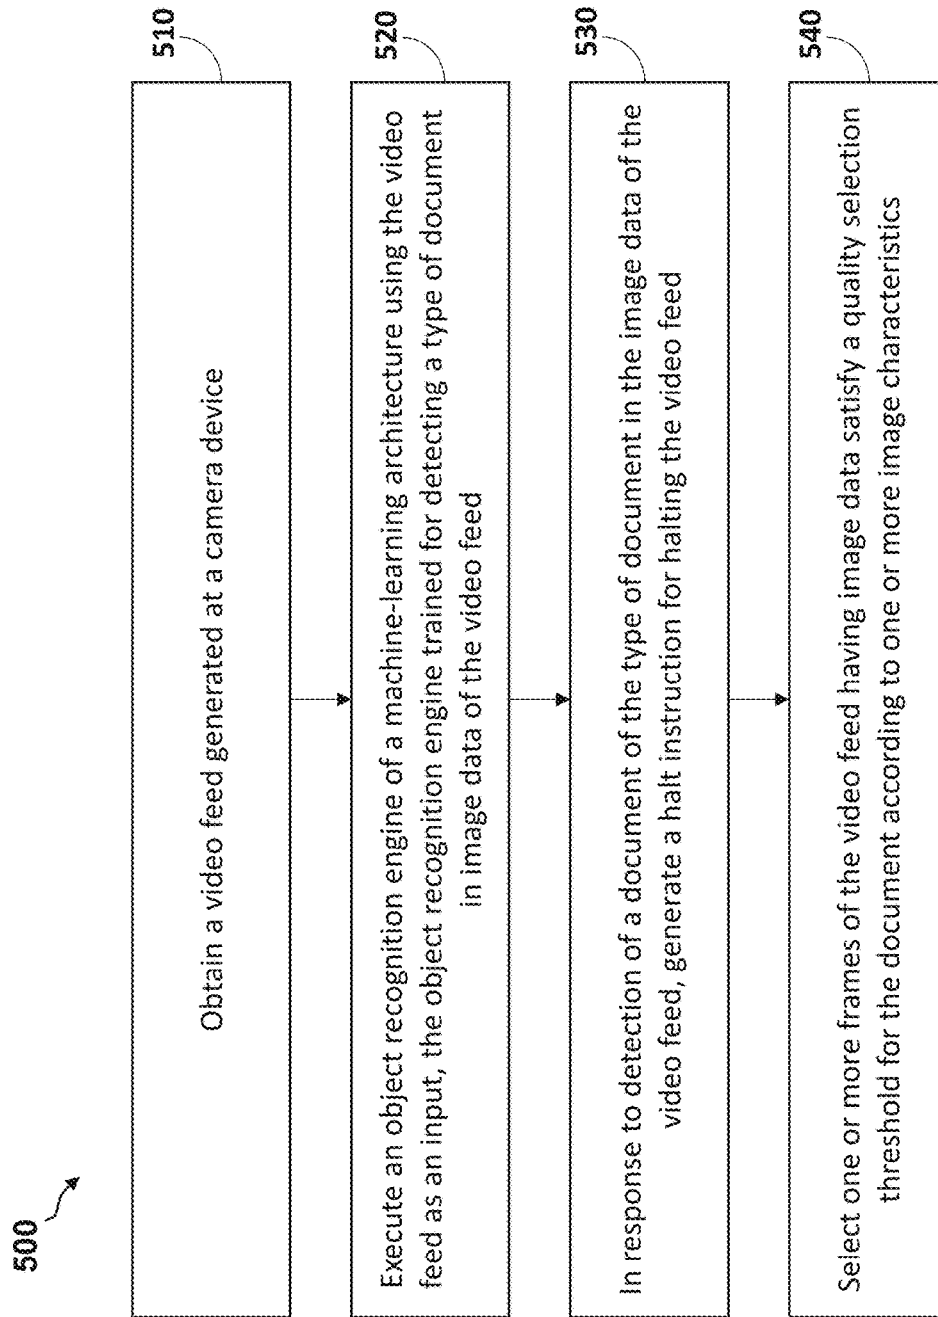 500
510
Obtain a video feed generated at a camera device
520
Execute an object recognition engine of a machine-learning architecture using the video
feed as an input, the object recognition engine trained for detecting a type of document
in image data of the video feed
530
In response to detection of a document of the type of document in the image data of the
video feed, generate a halt instruction for halting the video feed
540
Select one or more frames of the video feed having image data satisfy a quality selection
threshold for the document according to one or more image characteristics